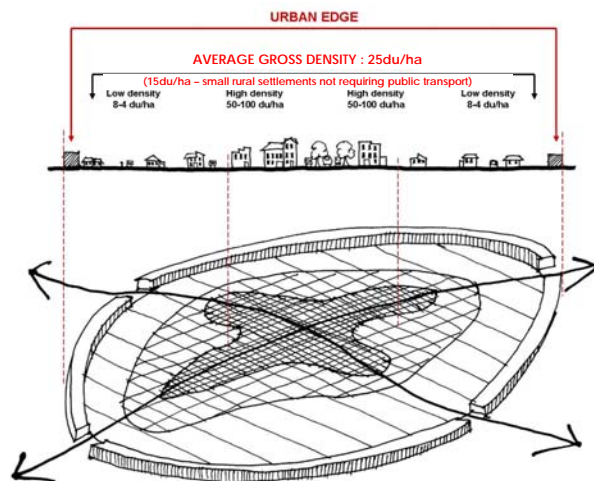 URBAN EDGE
AVERAGE GROSS DENSITY : 25du/ha
(15du/ha – small rural settlements not requiring public transport)
Low density
8-4 du/ha
High density
50-100 du/ha
High density
50-100 du/ha
Low density
8-4 du/ha